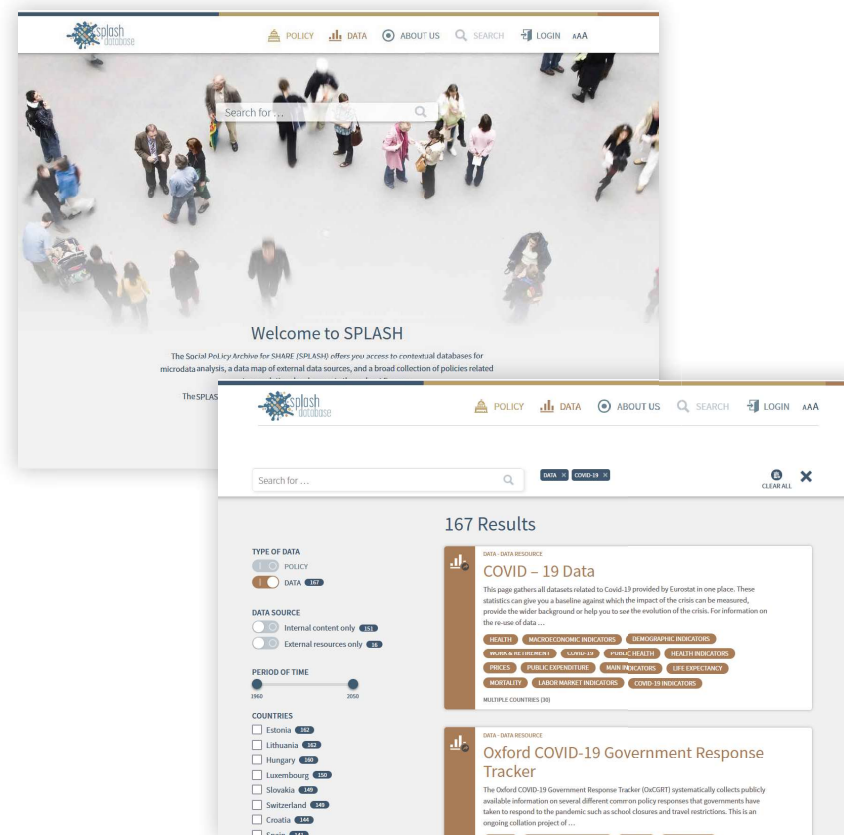 splash
database
POLICY DATA ABOUT US SEARCH LOGIN AAA
Search for ...
Welcome to SPLASH
The Social PoLicy Archive for SHARE (SPLASH) offers you access to contextual databases for
microdata analysis, a data map of external data sources, and a broad collection of policies related
The SPLAS
splash
database
POLICY DATA ABOUT US SEARCH LOGIN AAA
Search for ...
DATA × COVID-19 ×
CLEAR ALL
167 Results
TYPE OF DATA
POLICY
DATA 167
DATA SOURCE
Internal content only 151
External resources only 16
PERIOD OF TIME
1960 2050
COUNTRIES
Estonia 162
Lithuania 162
Hungary 160
Luxembourg 150
Slovakia 149
Switzerland 149
Croatia 144
Spain
DATA - DATA RESOURCE
COVID – 19 Data
This page gathers all datasets related to Covid-19 provided by Eurostat in one place. These
statistics can give you a baseline against which the impact of the crisis can be measured,
provide the wider background or help you to see the evolution of the crisis. For information on
the re-use of data ...
HEALTH MACROECONOMIC INDICATORS DEMOGRAPHIC INDICATORS
WORK & RETIREMENT COVID-19 PUBLIC HEALTH HEALTH INDICATORS
PRICES PUBLIC EXPENDITURE MAIN INDICATORS LIFE EXPECTANCY
MORTALITY LABOR MARKET INDICATORS COVID-19 INDICATORS
MULTIPLE COUNTRIES (30)
DATA - DATA RESOURCE
Oxford COVID-19 Government Response
Tracker
The Oxford COVID-19 Government Response Tracker (OxCGRT) systematically collects publicly
available information on several different common policy responses that governments have
taken to respond to the pandemic such as school closures and travel restrictions. This is an
ongoing collation project of ...